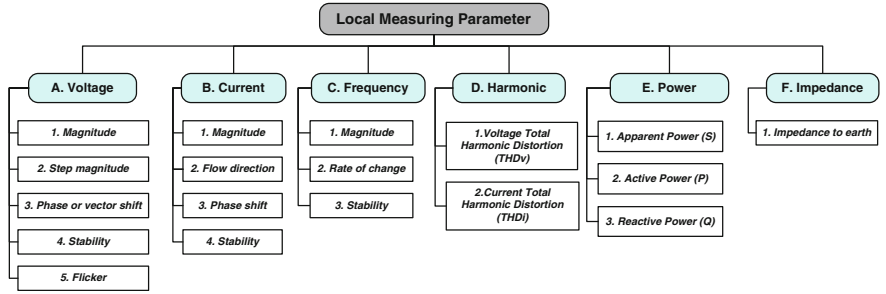 Local Measuring Parameter
A. Voltage
1. Magnitude
2. Step magnitude
3. Phase or vector shift
4. Stability
5. Flicker
B. Current
1. Magnitude
2. Flow direction
3. Phase shift
4. Stability
C. Frequency
1. Magnitude
2. Rate of change
3. Stability
D. Harmonic
1.Voltage Total
Harmonic Distortion
(THDv)
2.Current Total
Harmonic Distortion
(THDi)
E. Power
1. Apparent Power (S)
2. Active Power (P)
3. Reactive Power (Q)
F. Impedance
1. Impedance to earth